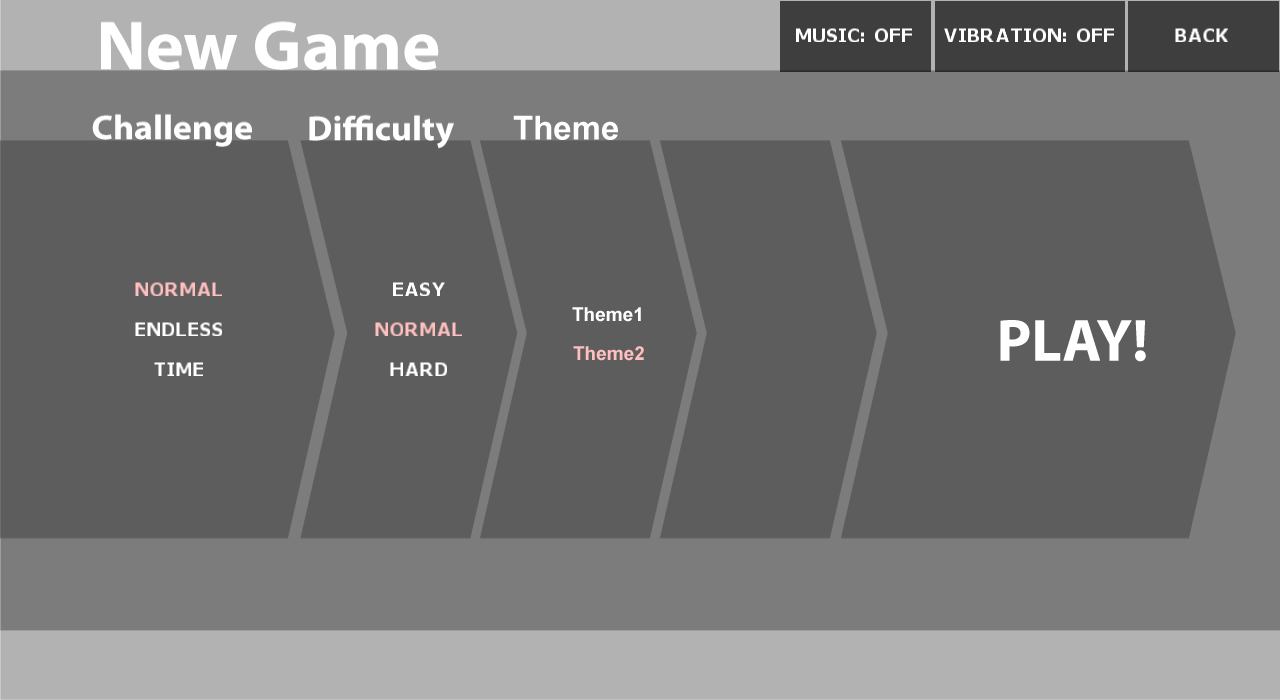 New Game
MUSIC: OFF
VIBRATION: OFF
BACK
Challenge
Difficulty
Theme
NORMAL
ENDLESS
TIME
EASY
NORMAL
HARD
Theme1
Theme2
PLAY!